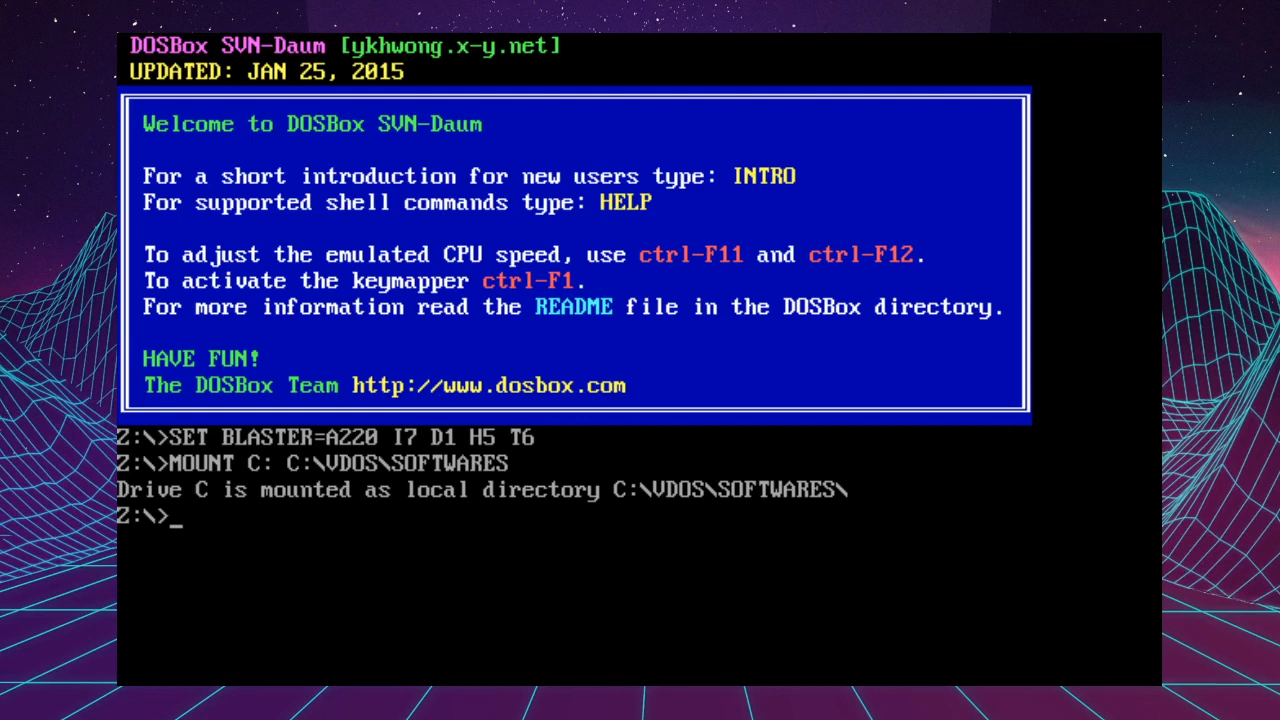 DOSBox SVN-Daum [ykhwong.x-y.net]
UPDATED: JAN 25, 2015
Welcome to DOSBox SVN-Daum
For a short introduction for new users type: INTRO
For supported shell commands type: HELP
To adjust the emulated CPU speed, use ctrl-F11 and ctrl-F12.
To activate the keymapper ctrl-F1.
For more information read the README file in the DOSBox directory.
HAVE FUN!
The DOSBox Team http://www.dosbox.com
Z:\>SET BLASTER=A220 I7 D1 H5 T6
Z:\>MOUNT C: C:\VDOS\SOFTWARES
Drive C is mounted as local directory C:\VDOS\SOFTWARES\
Z:\>_